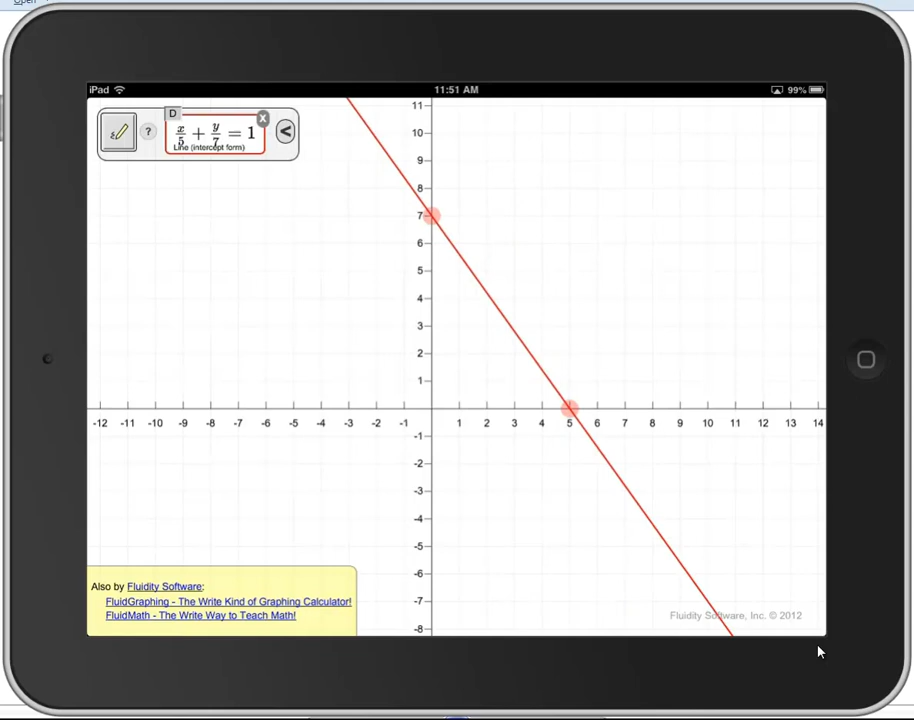 Open
iPad 11:51 AM 99%
D x
? x/5 + y/7 = 1 <
Line (intercept form)
11
10
9
8
7
6
5
4
3
2
1
-12 -11 -10 -9 -8 -7 -6 -5 -4 -3 -2 -1 1 2 3 4 5 6 7 8 9 10 11 12 13 14
-1
-2
-3
-4
-5
-6
-7
-8
Also by Fluidity Software:
FluidGraphing - The Write Kind of Graphing Calculator!
FluidMath - The Write Way to Teach Math!
Fluidity Software, Inc. © 2012